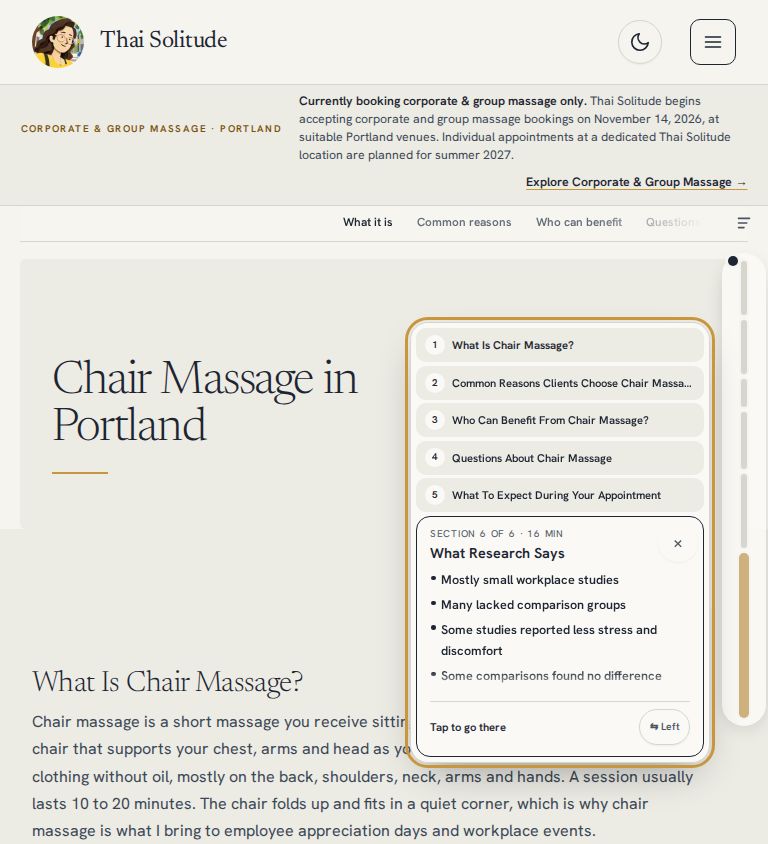 Thai Solitude
CORPORATE & GROUP MASSAGE · PORTLAND
Currently booking corporate & group massage only. Thai Solitude begins
accepting corporate and group massage bookings on November 14, 2026, at
suitable Portland venues. Individual appointments at a dedicated Thai Solitude
location are planned for summer 2027.
Explore Corporate & Group Massage →
What it is
Common reasons
Who can benefit
Questions
Chair Massage in
Portland
1 What Is Chair Massage?
2 Common Reasons Clients Choose Chair Massa...
3 Who Can Benefit From Chair Massage?
4 Questions About Chair Massage
5 What To Expect During Your Appointment
SECTION 6 OF 6 · 16 MIN
What Research Says
×
• Mostly small workplace studies
• Many lacked comparison groups
• Some studies reported less stress and
discomfort
• Some comparisons found no difference
Tap to go there
⇆ Left
What Is Chair Massage?
Chair massage is a short massage you receive
chair that supports your chest, arms and head as
clothing without oil, mostly on the back, shoulders, neck, arms and hands. A session usually
lasts 10 to 20 minutes. The chair folds up and fits in a quiet corner, which is why chair
massage is what I bring to employee appreciation days and workplace events.